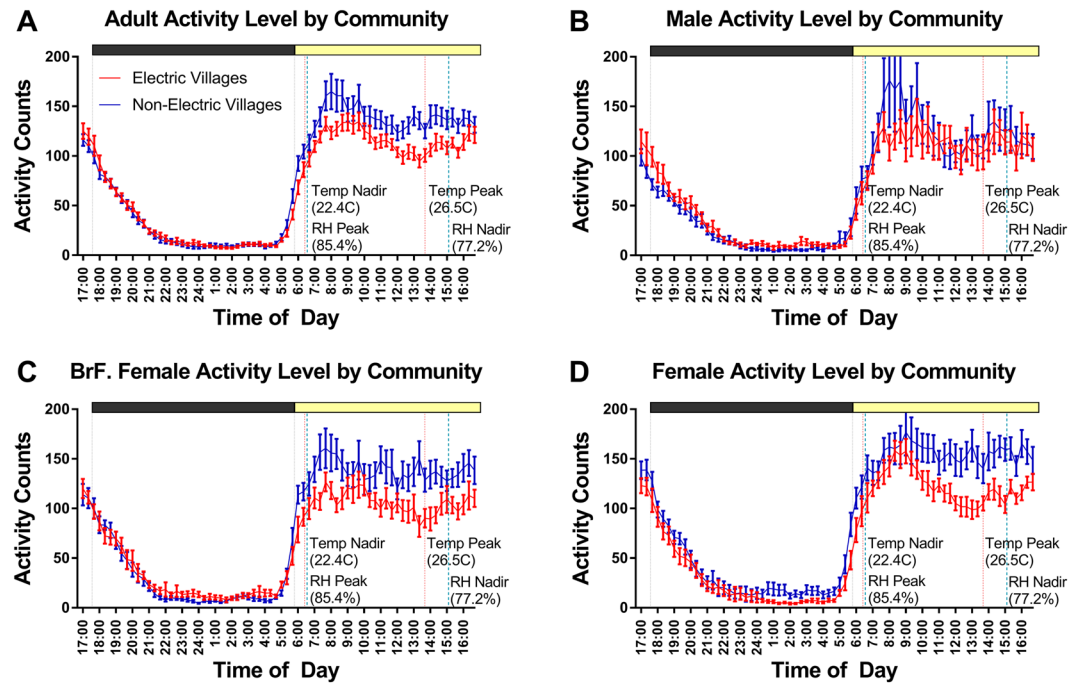 A
Adult Activity Level by Community
Activity Counts
200
150
100
50
0
Electric Villages
Non-Electric Villages
Temp Nadir
(22.4C)
RH Peak
(85.4%)
Temp Peak
(26.5C)
RH Nadir
(77.2%)
17:00
18:00
19:00
20:00
21:00
22:00
23:00
24:00
1:00
2:00
3:00
4:00
5:00
6:00
7:00
8:00
9:00
10:00
11:00
12:00
13:00
14:00
15:00
16:00
Time of Day
B
Male Activity Level by Community
Activity Counts
200
150
100
50
0
Temp Nadir
(22.4C)
RH Peak
(85.4%)
Temp Peak
(26.5C)
RH Nadir
(77.2%)
17:00
18:00
19:00
20:00
21:00
22:00
23:00
24:00
1:00
2:00
3:00
4:00
5:00
6:00
7:00
8:00
9:00
10:00
11:00
12:00
13:00
14:00
15:00
16:00
Time of Day
C
BrF. Female Activity Level by Community
Activity Counts
200
150
100
50
0
Temp Nadir
(22.4C)
RH Peak
(85.4%)
Temp Peak
(26.5C)
RH Nadir
(77.2%)
17:00
18:00
19:00
20:00
21:00
22:00
23:00
24:00
1:00
2:00
3:00
4:00
5:00
6:00
7:00
8:00
9:00
10:00
11:00
12:00
13:00
14:00
15:00
16:00
Time of Day
D
Female Activity Level by Community
Activity Counts
200
150
100
50
0
Temp Nadir
(22.4C)
RH Peak
(85.4%)
Temp Peak
(26.5C)
RH Nadir
(77.2%)
17:00
18:00
19:00
20:00
21:00
22:00
23:00
24:00
1:00
2:00
3:00
4:00
5:00
6:00
7:00
8:00
9:00
10:00
11:00
12:00
13:00
14:00
15:00
16:00
Time of Day